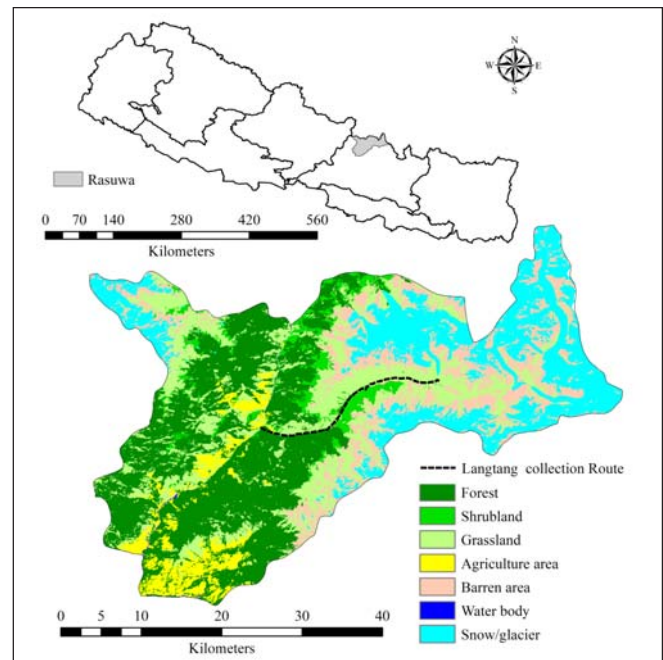 N
W E
S
Rasuwa
0 70 140 280 420 560
Kilometers
Langtang collection Route
Forest
Shrubland
Grassland
Agriculture area
Barren area
Water body
Snow/glacier
0 5 10 20 30 40
Kilometers